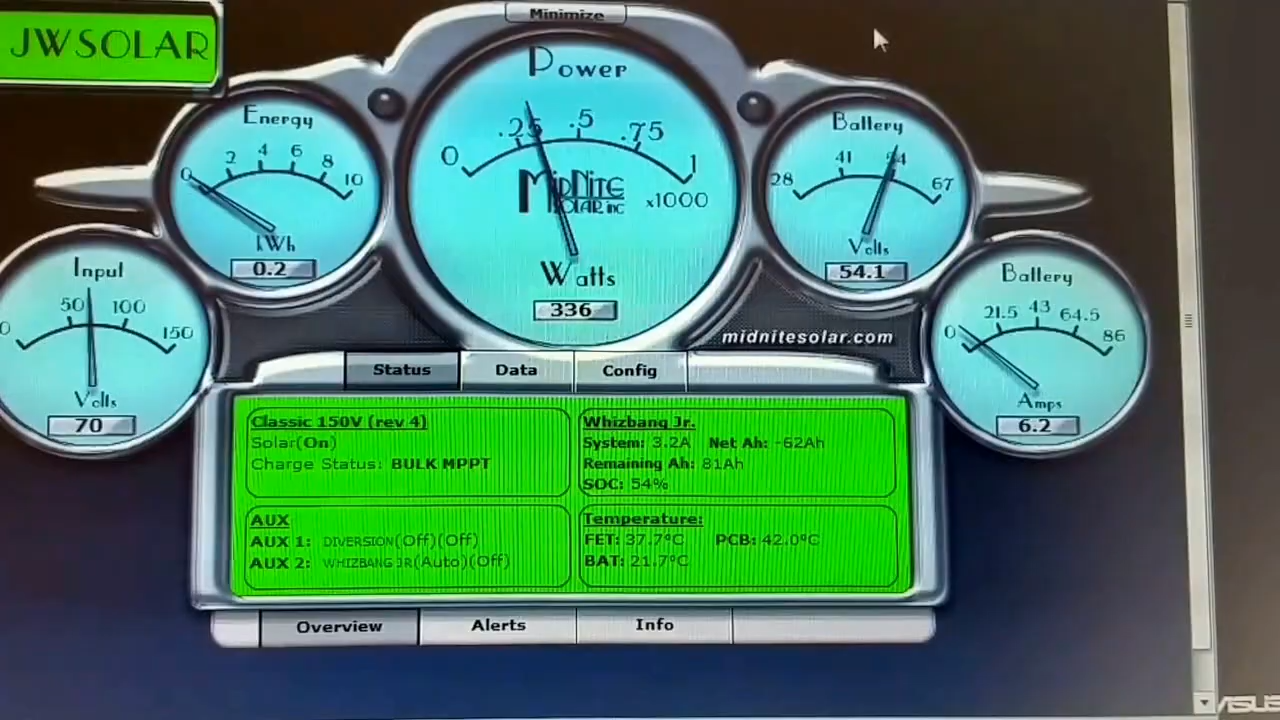 Minimize
JWSOLAR
Power
0 .25 .5 .75 1
x1000
MidNite
SOLAR INC
Watts
336
Energy
0 2 4 6 8 10
kWh
0.2
Battery
28 41 54 67
Volts
54.1
Input
0 50 100 150
Volts
70
Battery
0 21.5 43 64.5 86
Amps
6.2
midnitesolar.com
Status Data Config
Classic 150V (rev 4)
Solar(On)
Charge Status: BULK MPPT
Whizbang Jr.
System: 3.2A Net Ah: -62Ah
Remaining Ah: 81Ah
SOC: 54%
AUX
AUX 1: DIVERSION(Off)(Off)
AUX 2: WHIZBANG JR(Auto)(Off)
Temperature:
FET: 37.7°C PCB: 42.0°C
BAT: 21.7°C
Overview Alerts Info
ASUS